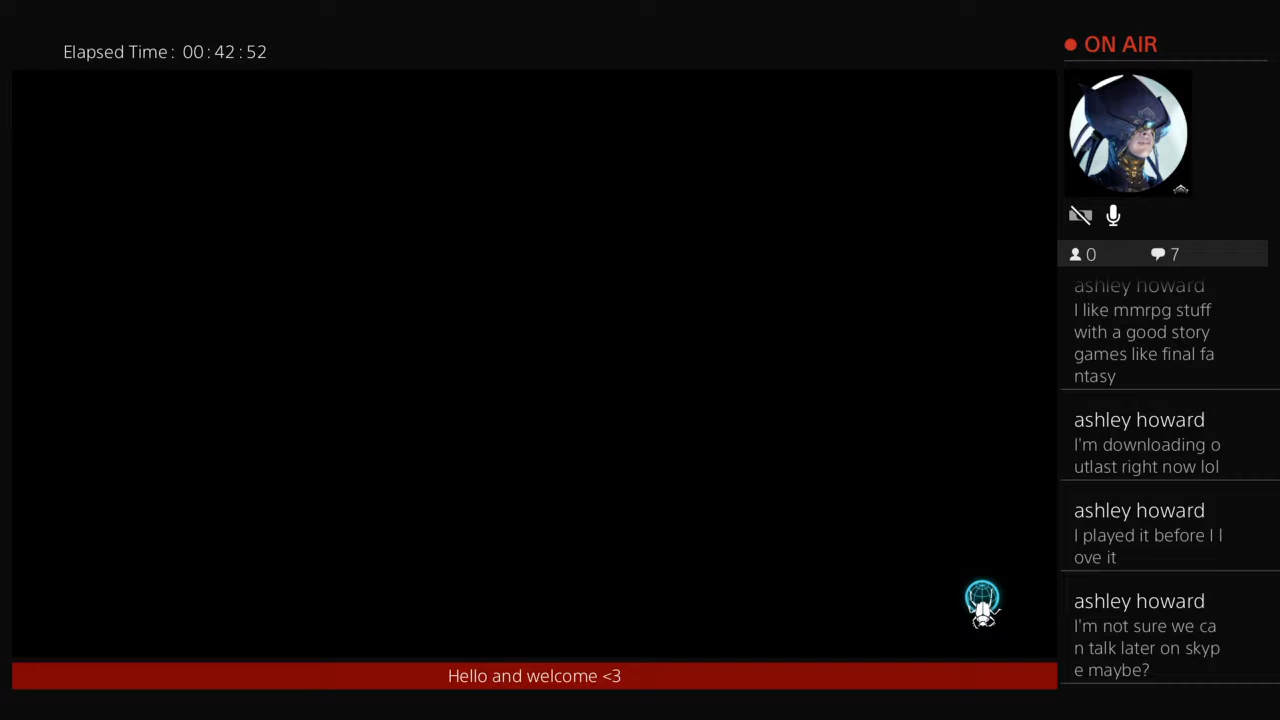 Elapsed Time: 00:42:52
ON AIR
0 7
ashley howard
I like mmrpg stuff
with a good story
games like final fa
ntasy
ashley howard
I'm downloading o
utlast right now lol
ashley howard
I played it before I l
ove it
ashley howard
I'm not sure we ca
n talk later on skyp
e maybe?
Hello and welcome <3